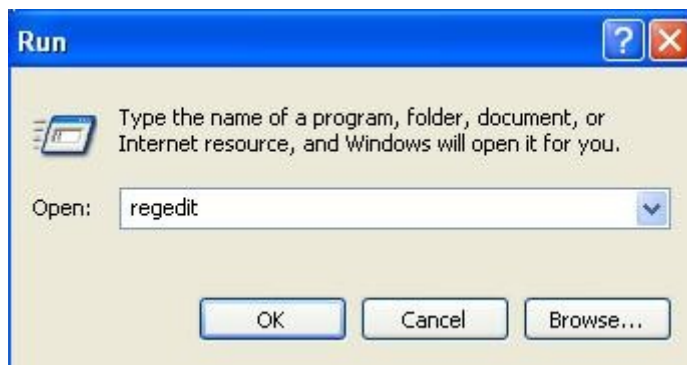 Run
Type the name of a program, folder, document, or
Internet resource, and Windows will open it for you.
Open: regedit
OK Cancel Browse...